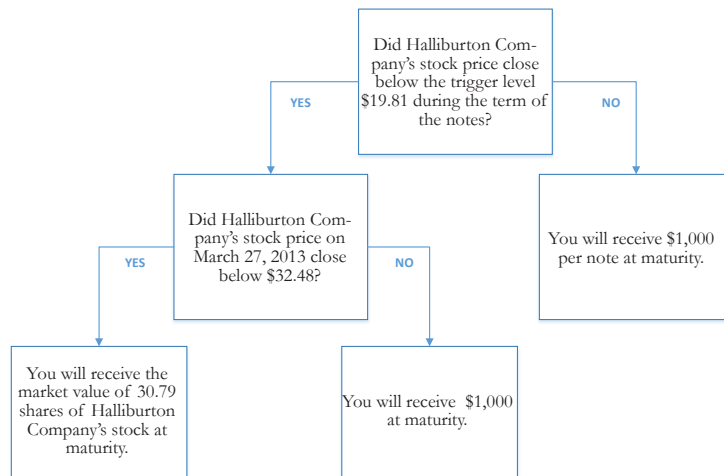 Did Halliburton Com-
pany's stock price close
below the trigger level
$19.81 during the term of
the notes?
YES
NO
Did Halliburton Com-
pany's stock price on
March 27, 2013 close
below $32.48?
You will receive $1,000
per note at maturity.
YES
NO
You will receive the
market value of 30.79
shares of Halliburton
Company's stock at
maturity.
You will receive $1,000
at maturity.